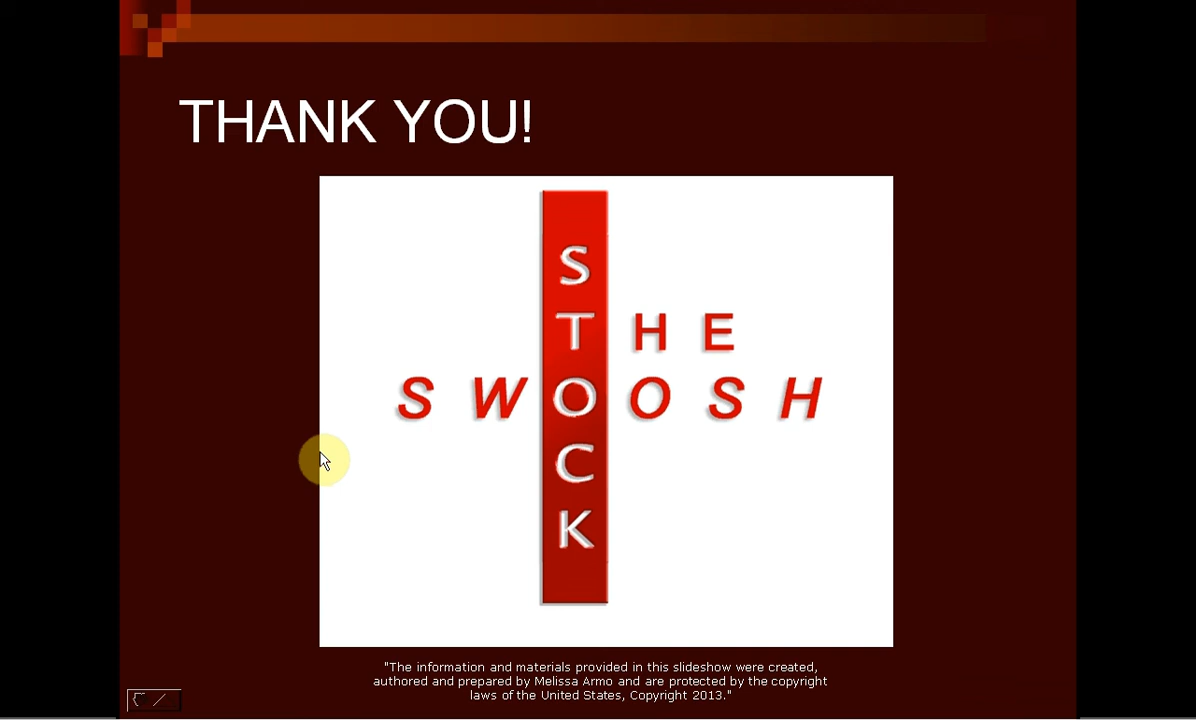 THANK YOU!
STOCK
THE
SWOOSH
"The information and materials provided in this slideshow were created,
authored and prepared by Melissa Armo and are protected by the copyright
laws of the United States, Copyright 2013."